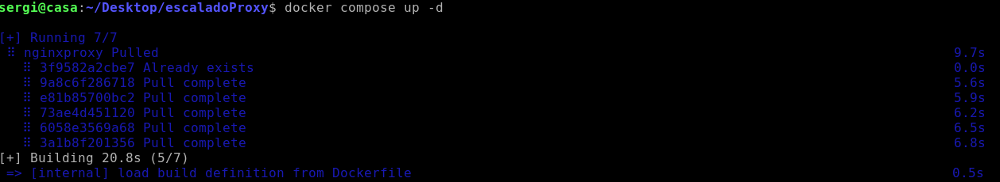 sergi@casa:~/Desktop/escaladoProxy$ docker compose up -d
[+] Running 7/7
⠿ nginxproxy Pulled 9.7s
⠿ 3f9582a2cbe7 Already exists 0.0s
⠿ 9a8c6f286718 Pull complete 5.6s
⠿ e81b85700bc2 Pull complete 5.9s
⠿ 73ae4d451120 Pull complete 6.2s
⠿ 6058e3569a68 Pull complete 6.5s
⠿ 3a1b8f201356 Pull complete 6.8s
[+] Building 20.8s (5/7)
=> [internal] load build definition from Dockerfile 0.5s